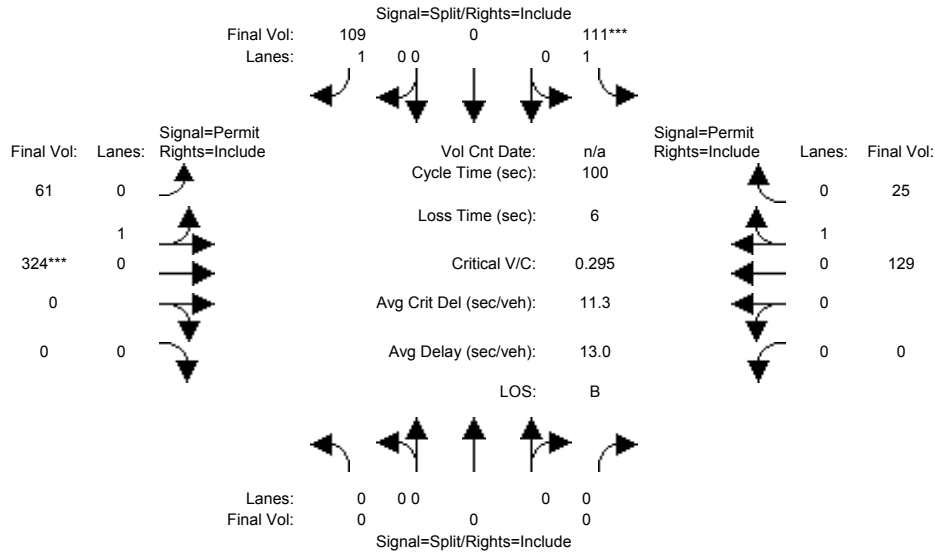 Signal=Split/Rights=Include
Final Vol: 109 0 111***
Lanes: 1 0 0 0 1
Signal=Permit Signal=Permit
Final Vol: Lanes: Rights=Include Vol Cnt Date: n/a Rights=Include Lanes: Final Vol:
Cycle Time (sec): 100
61 0 0 25
Loss Time (sec): 6
1 1
324*** 0 Critical V/C: 0.295 0 129
0 Avg Crit Del (sec/veh): 11.3 0
0 0 Avg Delay (sec/veh): 13.0 0 0
LOS: B
Lanes: 0 0 0 0 0
Final Vol: 0 0 0
Signal=Split/Rights=Include